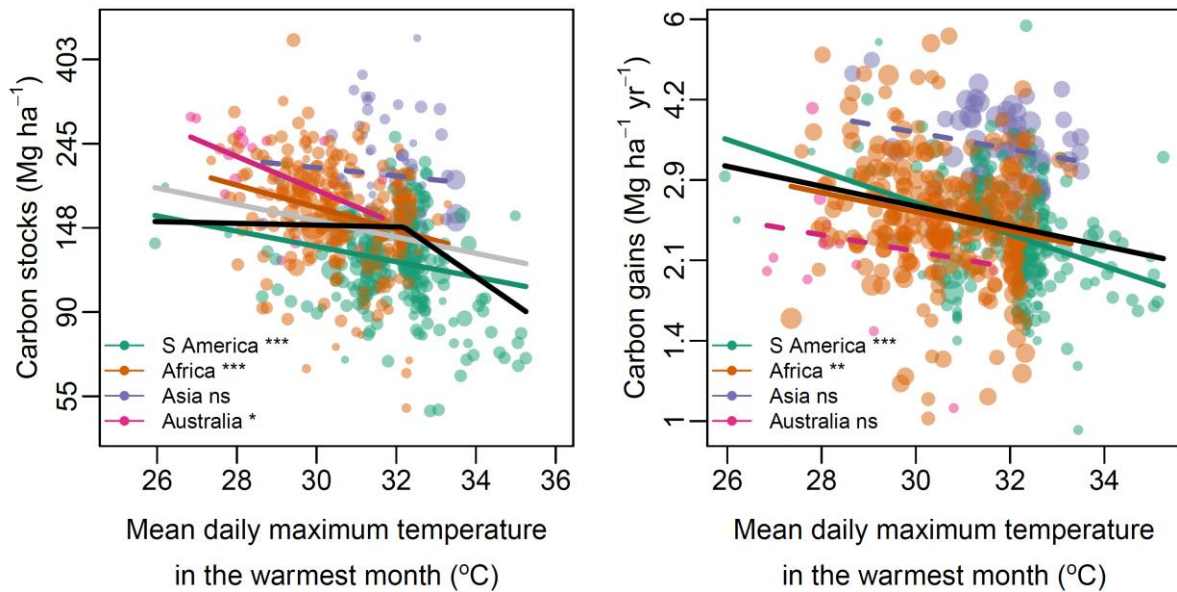 Carbon stocks (Mg ha⁻¹)
403
245
148
90
55
S America ***
Africa ***
Asia ns
Australia *
26 28 30 32 34 36
Mean daily maximum temperature
in the warmest month (°C)
Carbon gains (Mg ha⁻¹ yr⁻¹)
6
4.2
2.9
2.1
1.4
1
S America ***
Africa **
Asia ns
Australia ns
26 28 30 32 34
Mean daily maximum temperature
in the warmest month (°C)